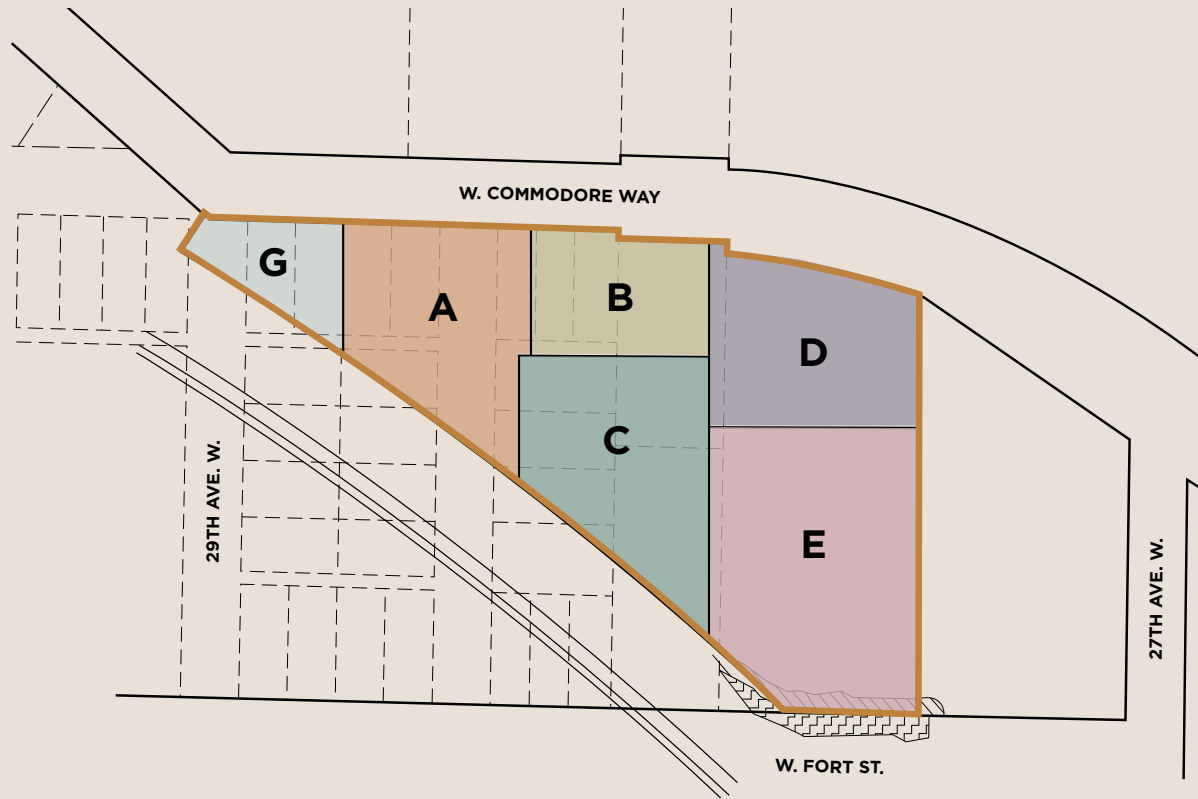 W. COMMODORE WAY
G
A
B
D
C
E
29TH AVE. W.
27TH AVE. W.
W. FORT ST.